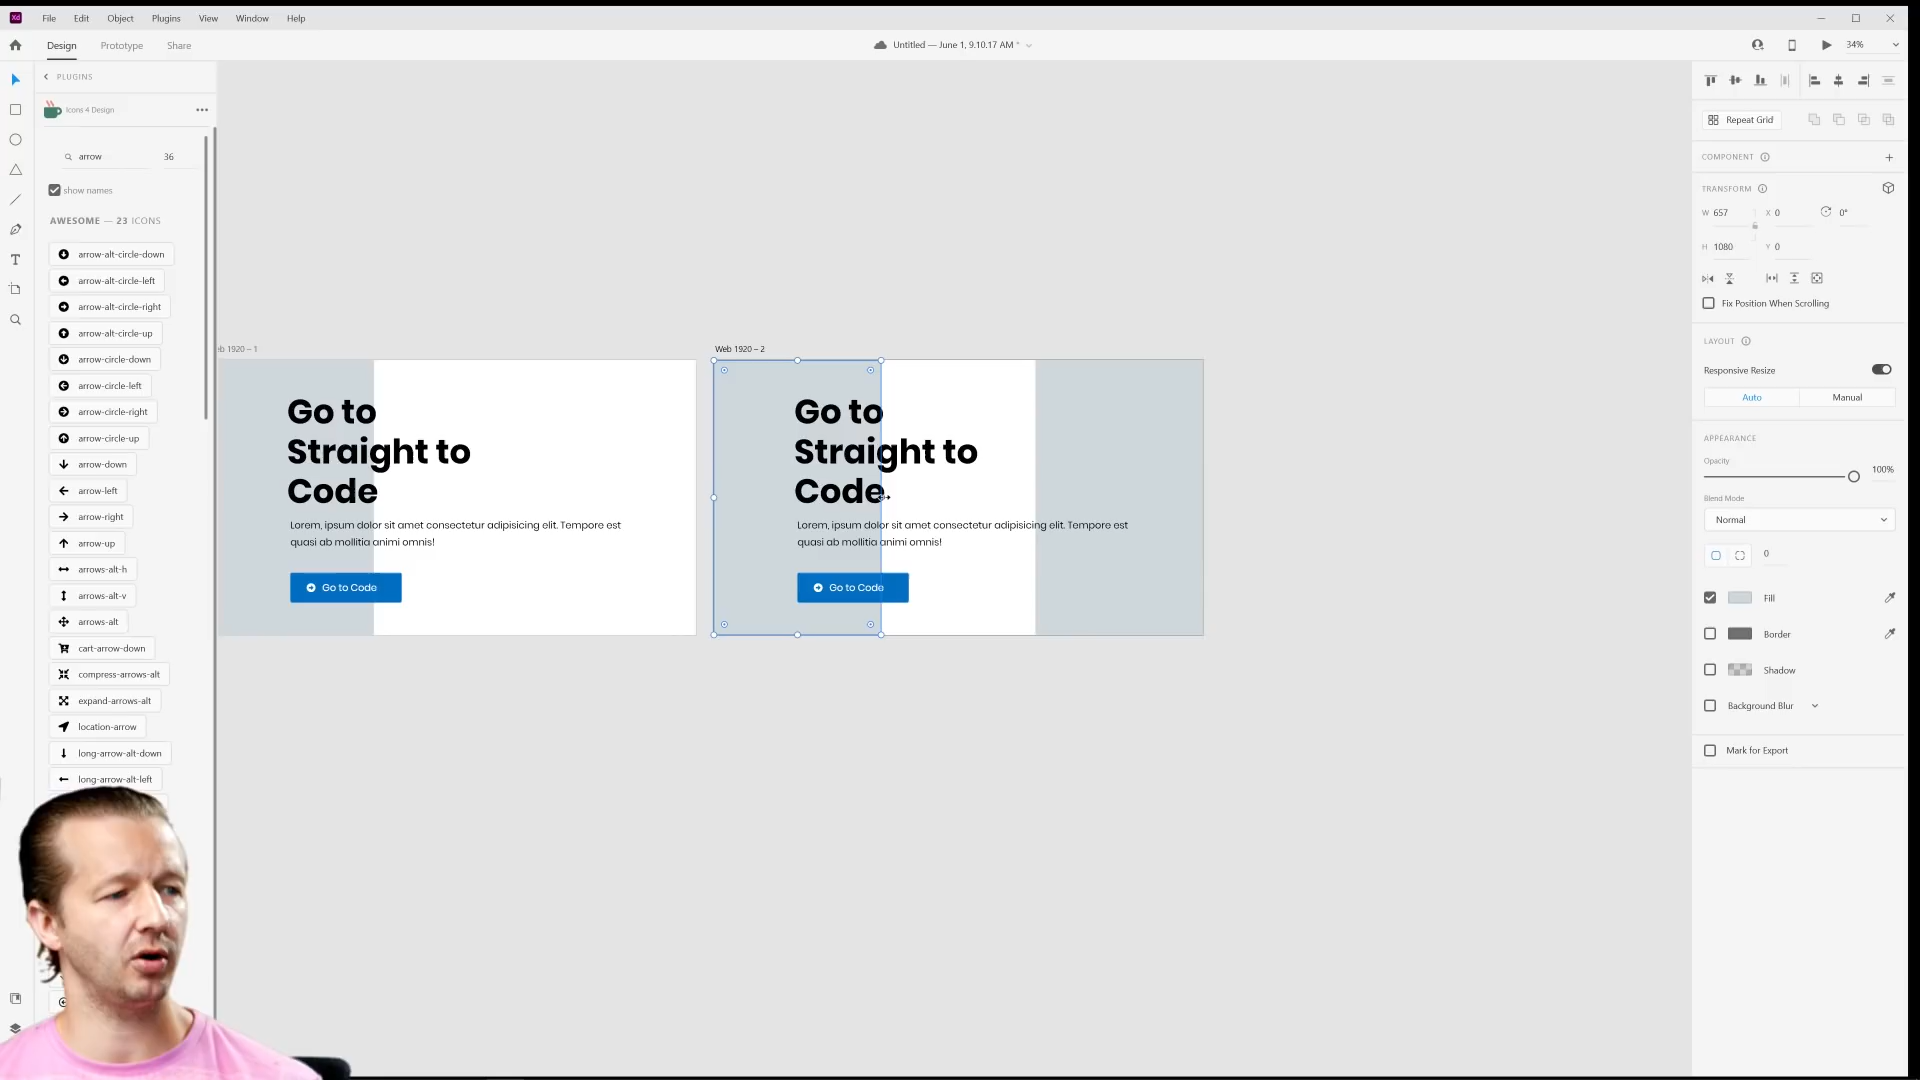 Xd File Edit Object Plugins View Window Help
Design Prototype Share
Untitled — June 1, 9.10.17 AM *
34%
PLUGINS
Icons 4 Design
arrow 36
show names
AWESOME — 23 ICONS
arrow-alt-circle-down
arrow-alt-circle-left
arrow-alt-circle-right
arrow-alt-circle-up
arrow-circle-down
arrow-circle-left
arrow-circle-right
arrow-circle-up
arrow-down
arrow-left
arrow-right
arrow-up
arrows-alt-h
arrows-alt-v
arrows-alt
cart-arrow-down
compress-arrows-alt
expand-arrows-alt
location-arrow
long-arrow-alt-down
long-arrow-alt-left
T
eb 1920 – 1
Go to
Straight to
Code
Lorem, ipsum dolor sit amet consectetur adipisicing elit. Tempore est
quasi ab mollitia animi omnis!
Go to Code
Web 1920 – 2
Go to
Straight to
Code
Lorem, ipsum dolor sit amet consectetur adipisicing elit. Tempore est
quasi ab mollitia animi omnis!
Go to Code
Repeat Grid
COMPONENT
TRANSFORM
W 657 X 0 0°
H 1080 Y 0
Fix Position When Scrolling
LAYOUT
Responsive Resize
Auto Manual
APPEARANCE
Opacity
100%
Blend Mode
Normal
0
Fill
Border
Shadow
Background Blur
Mark for Export